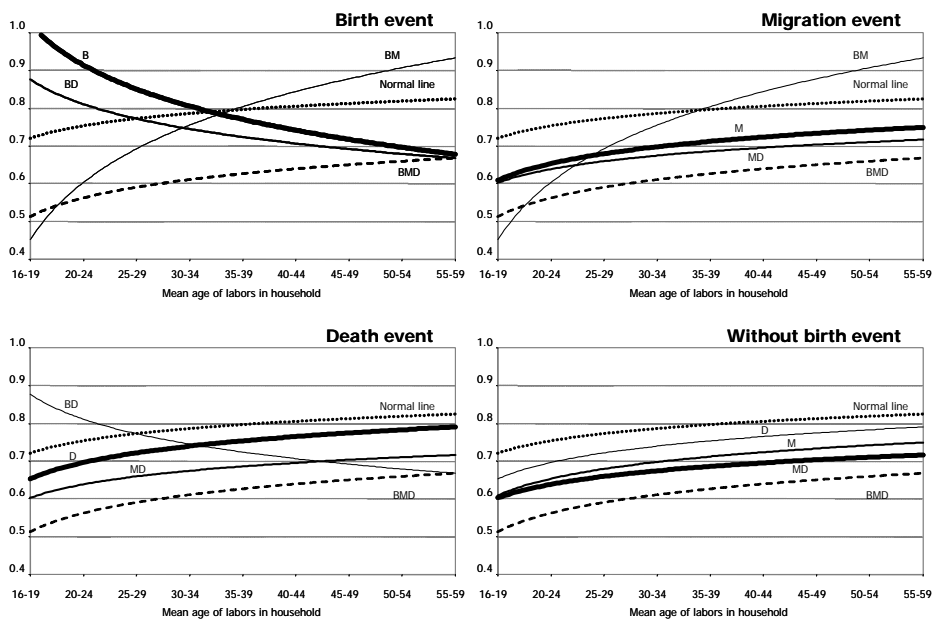 Birth event
1.0
0.9
0.8
0.7
0.6
0.5
0.4
B
BM
BD
Normal line
BMD
16-19 20-24 25-29 30-34 35-39 40-44 45-49 50-54 55-59
Mean age of labors in household
Migration event
1.0
0.9
0.8
0.7
0.6
0.5
0.4
BM
Normal line
M
MD
BMD
16-19 20-24 25-29 30-34 35-39 40-44 45-49 50-54 55-59
Mean age of labors in household
Death event
1.0
0.9
0.8
0.7
0.6
0.5
0.4
BD
Normal line
D
MD
BMD
16-19 20-24 25-29 30-34 35-39 40-44 45-49 50-54 55-59
Mean age of labors in household
Without birth event
1.0
0.9
0.8
0.7
0.6
0.5
0.4
Normal line
D
M
MD
BMD
16-19 20-24 25-29 30-34 35-39 40-44 45-49 50-54 55-59
Mean age of labors in household